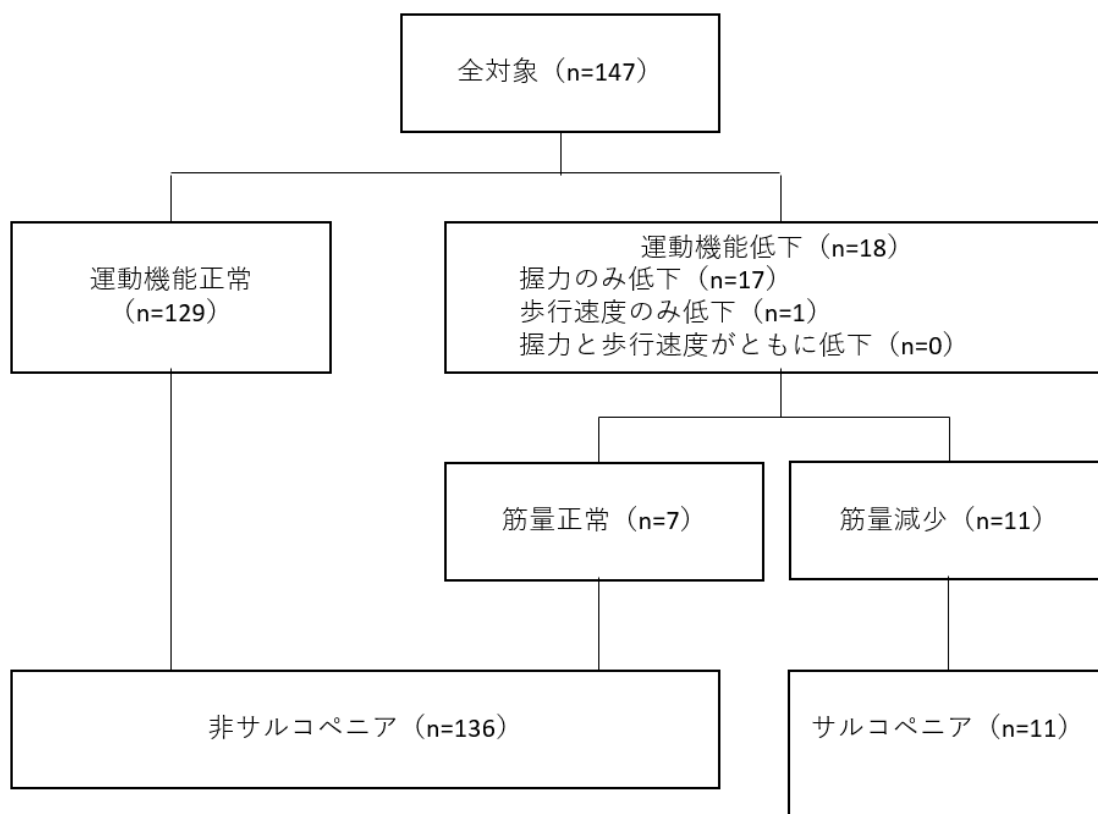 全対象（n=147）
運動機能正常
（n=129）
運動機能低下（n=18）
握力のみ低下（n=17）
歩行速度のみ低下（n=1）
握力と歩行速度がともに低下（n=0）
筋量正常（n=7）
筋量減少（n=11）
非サルコペニア（n=136）
サルコペニア（n=11）